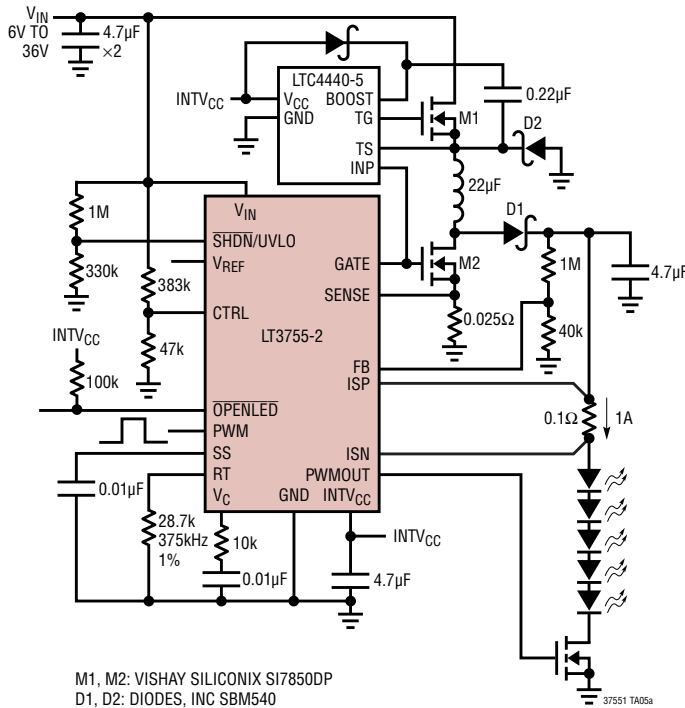 VIN
6V TO
36V
4.7µF
×2
LTC4440-5
INTVCC
VCC
GND
BOOST
TG
TS
INP
0.22µF
M1
D2
22µF
D1
1M
330k
383k
47k
VIN
SHDN/UVLO
VREF
CTRL
LT3755-2
GATE
SENSE
M2
0.025Ω
1M
40k
4.7µF
FB
ISP
INTVCC
100k
OPENLED
PWM
SS
RT
VC
GND
INTVCC
ISN
PWMOUT
0.1Ω
1A
0.01µF
28.7k
375kHz
1%
10k
0.01µF
INTVCC
4.7µF
M1, M2: VISHAY SILICONIX SI7850DP
D1, D2: DIODES, INC SBM540
37551 TA05a